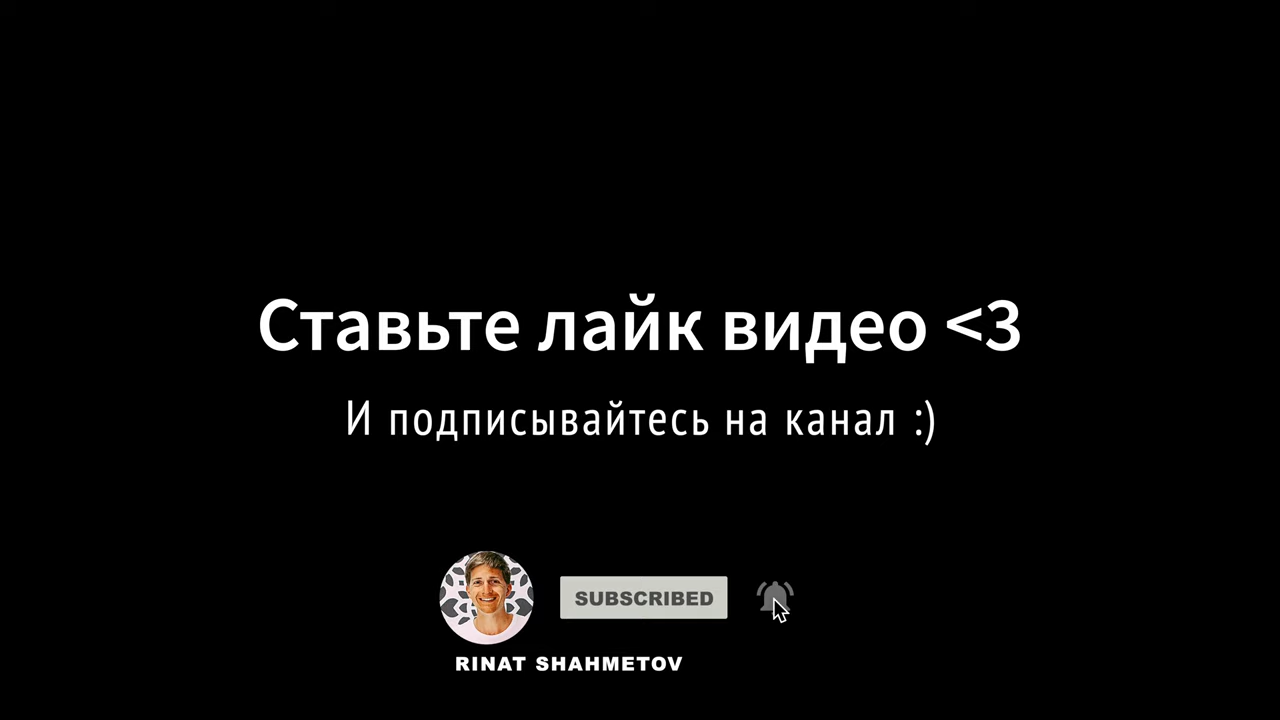 Ставьте лайк видео <3
И подписывайтесь на канал :)
SUBSCRIBED
RINAT SHAHMETOV